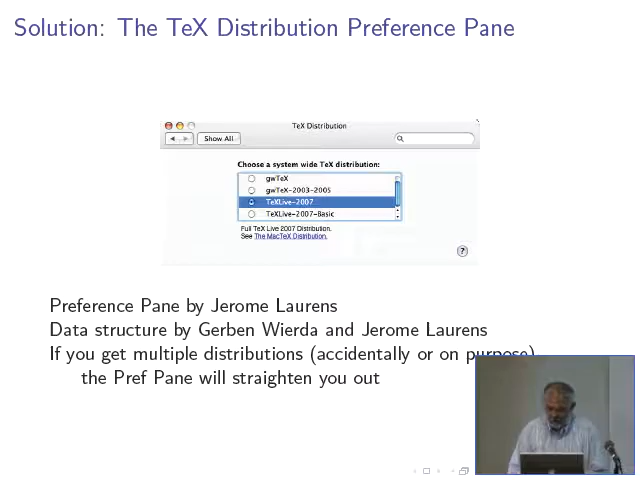 Solution: The TeX Distribution Preference Pane
TeX Distribution
Show All
Choose a system wide TeX distribution:
gwTeX
gwTeX-2003-2005
TeXLive-2007
TeXLive-2007-Basic
Full TeX Live 2007 Distribution.
See The MacTeX Distribution.
?
Preference Pane by Jerome Laurens
Data structure by Gerben Wierda and Jerome Laurens
If you get multiple distributions (accidentally or on purpose)
the Pref Pane will straighten you out